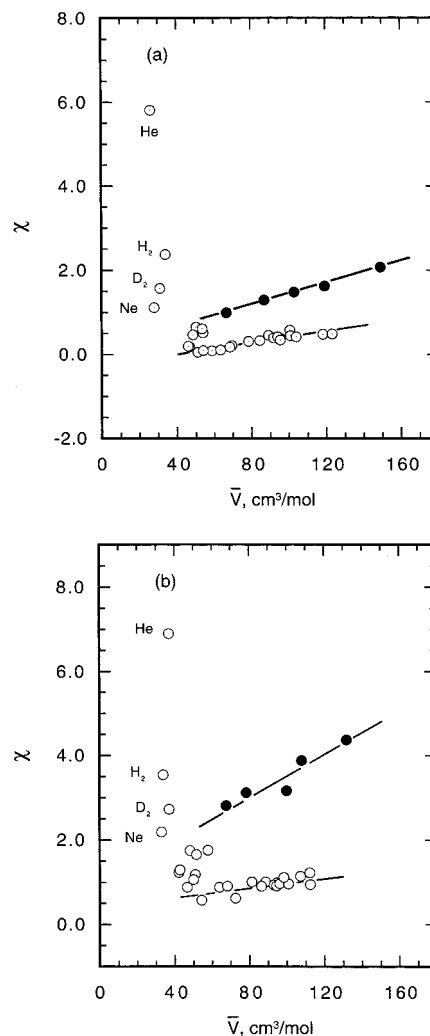 8.0
(a)
6.0
He
4.0
χ
H₂
2.0
D₂
Ne
0.0
-2.0
0 40 80 120 160
V̄, cm³/mol
(b)
8.0
He
6.0
χ
4.0
H₂
D₂
Ne
2.0
0.0
0 40 80 120 160
V̄, cm³/mol